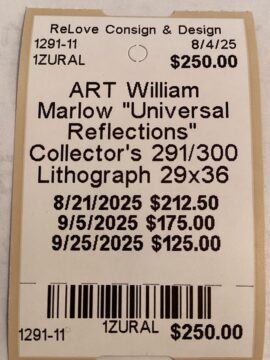 ReLove Consign & Design
1291-11 8/4/25
1ZURAL $250.00
ART William
Marlow "Universal
Reflections"
Collector's 291/300
Lithograph 29x36
8/21/2025 $212.50
9/5/2025 $175.00
9/25/2025 $125.00
1291-11 1ZURAL $250.00